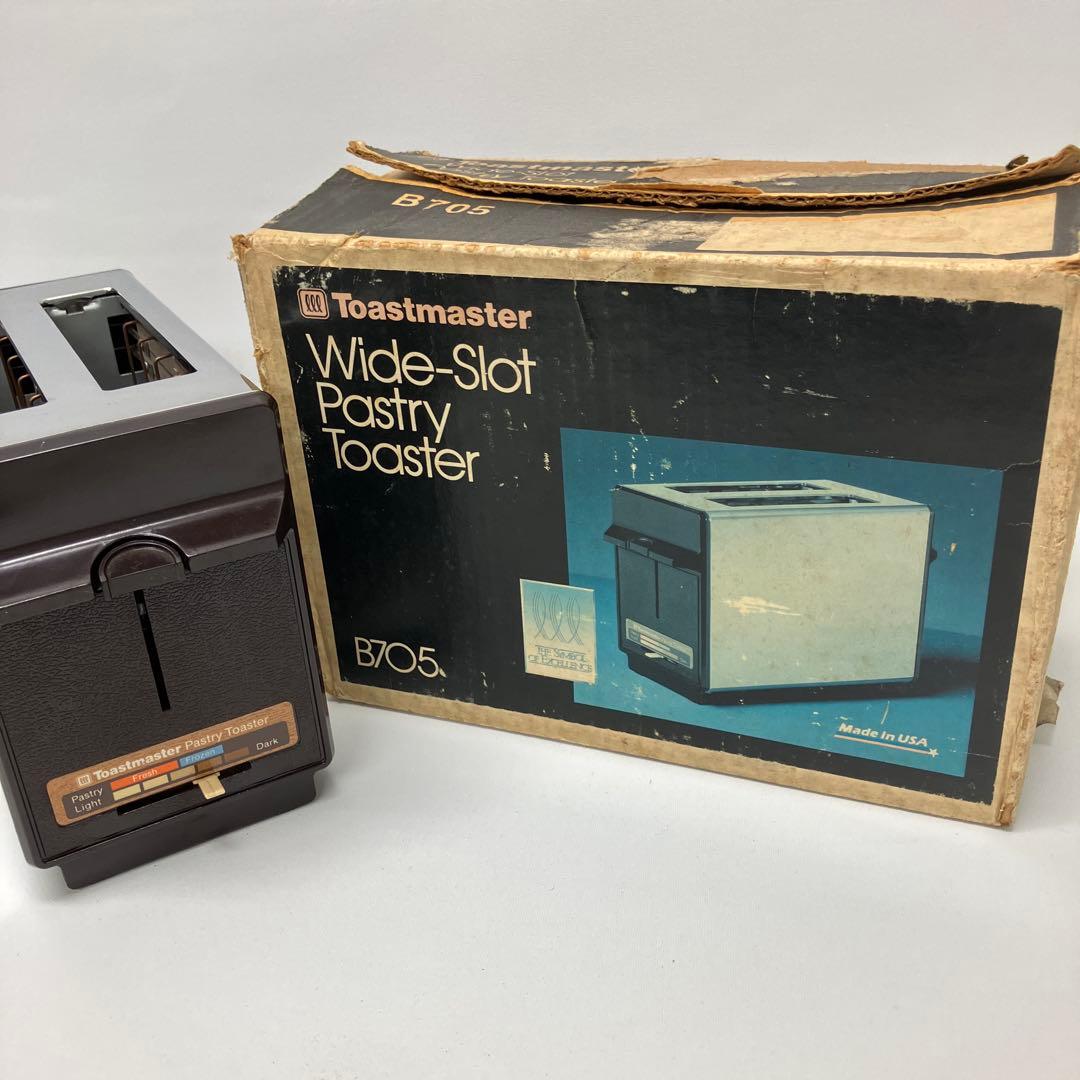 Toastmaster
B705
Toastmaster
Wide-Slot
Pastry
Toaster
B705
THE SYMBOL
OF EXCELLENCE
Made in USA
Toastmaster Pastry Toaster
Fresh Frozen Dark
Pastry
Light